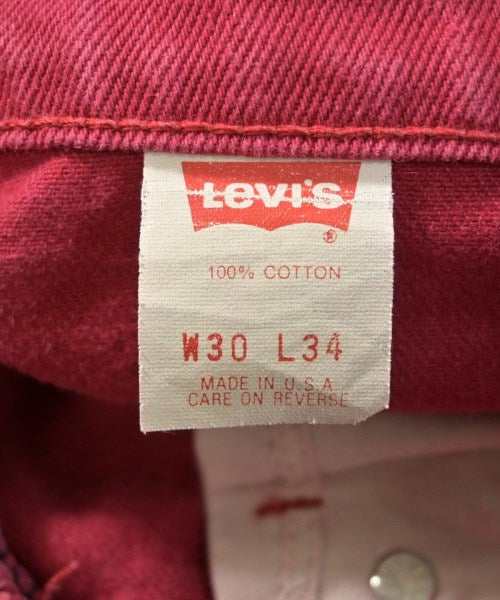 Levi's
®
100% COTTON
W30 L34
MADE IN U.S.A
CARE ON REVERSE